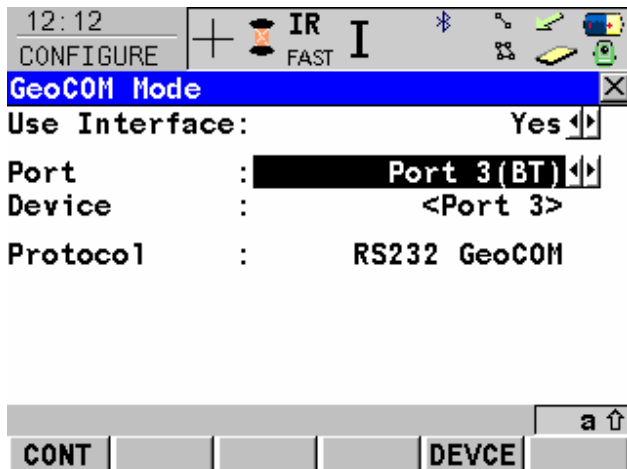 12:12
CONFIGURE
IR
FAST
I
GeoCOM Mode
Use Interface: Yes
Port : Port 3(BT)
Device : <Port 3>
Protocol : RS232 GeoCOM
a
CONT DEVCE